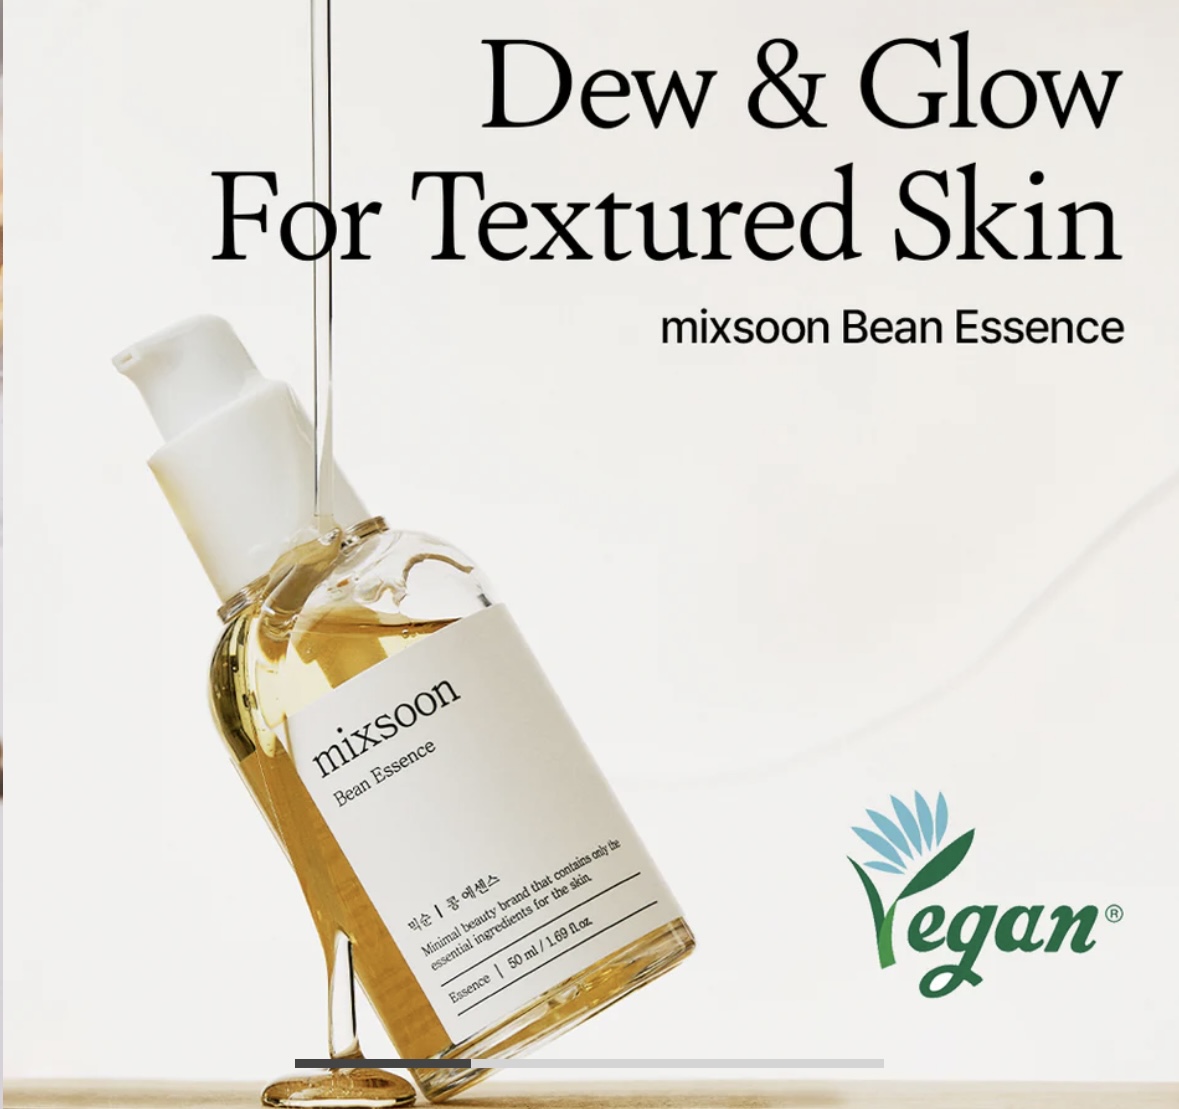 Dew & Glow
For Textured Skin
mixsoon Bean Essence
mixsoon
Bean Essence
믹순 | 콩 에센스
Minimal beauty brand that contains only the
essential ingredients for the skin.
Essence | 50 ml / 1.69 fl.oz
Vegan®